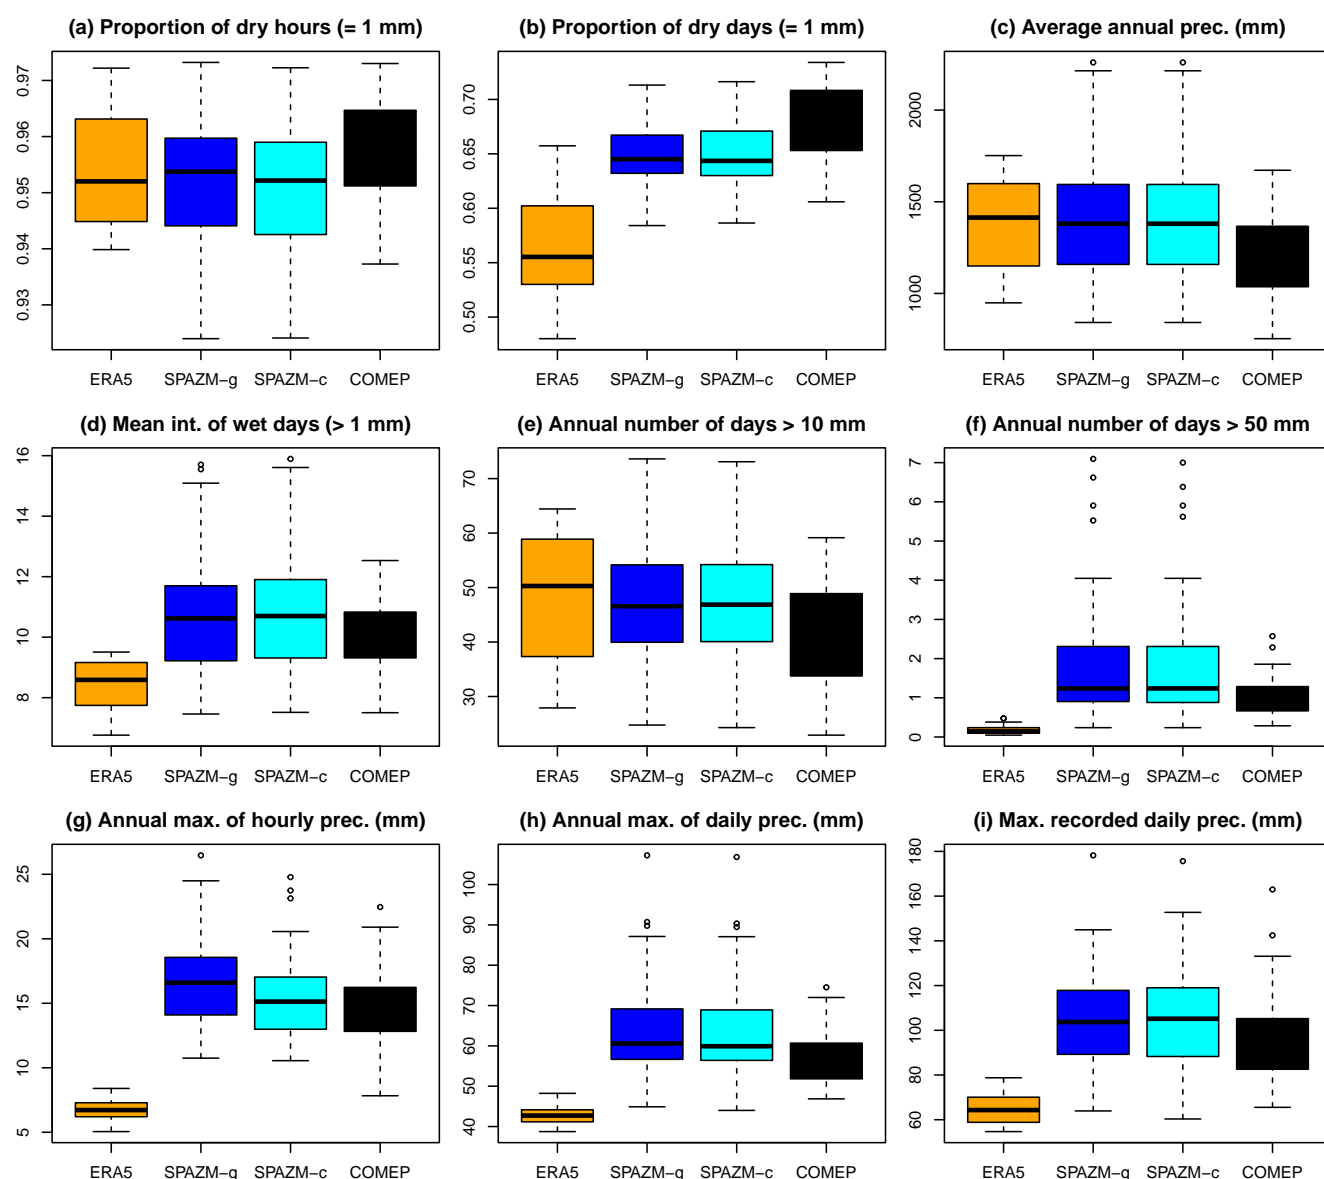 (a) Proportion of dry hours (= 1 mm)
0.93 0.94 0.95 0.96 0.97
ERA5 SPAZM−g SPAZM−c COMEP
(b) Proportion of dry days (= 1 mm)
0.50 0.55 0.60 0.65 0.70
ERA5 SPAZM−g SPAZM−c COMEP
(c) Average annual prec. (mm)
1000 1500 2000
ERA5 SPAZM−g SPAZM−c COMEP
(d) Mean int. of wet days (> 1 mm)
8 10 12 14 16
ERA5 SPAZM−g SPAZM−c COMEP
(e) Annual number of days > 10 mm
30 40 50 60 70
ERA5 SPAZM−g SPAZM−c COMEP
(f) Annual number of days > 50 mm
0 1 2 3 4 5 6 7
ERA5 SPAZM−g SPAZM−c COMEP
(g) Annual max. of hourly prec. (mm)
5 10 15 20 25
ERA5 SPAZM−g SPAZM−c COMEP
(h) Annual max. of daily prec. (mm)
40 50 60 70 80 90 100
ERA5 SPAZM−g SPAZM−c COMEP
(i) Max. recorded daily prec. (mm)
60 80 100 120 140 160 180
ERA5 SPAZM−g SPAZM−c COMEP